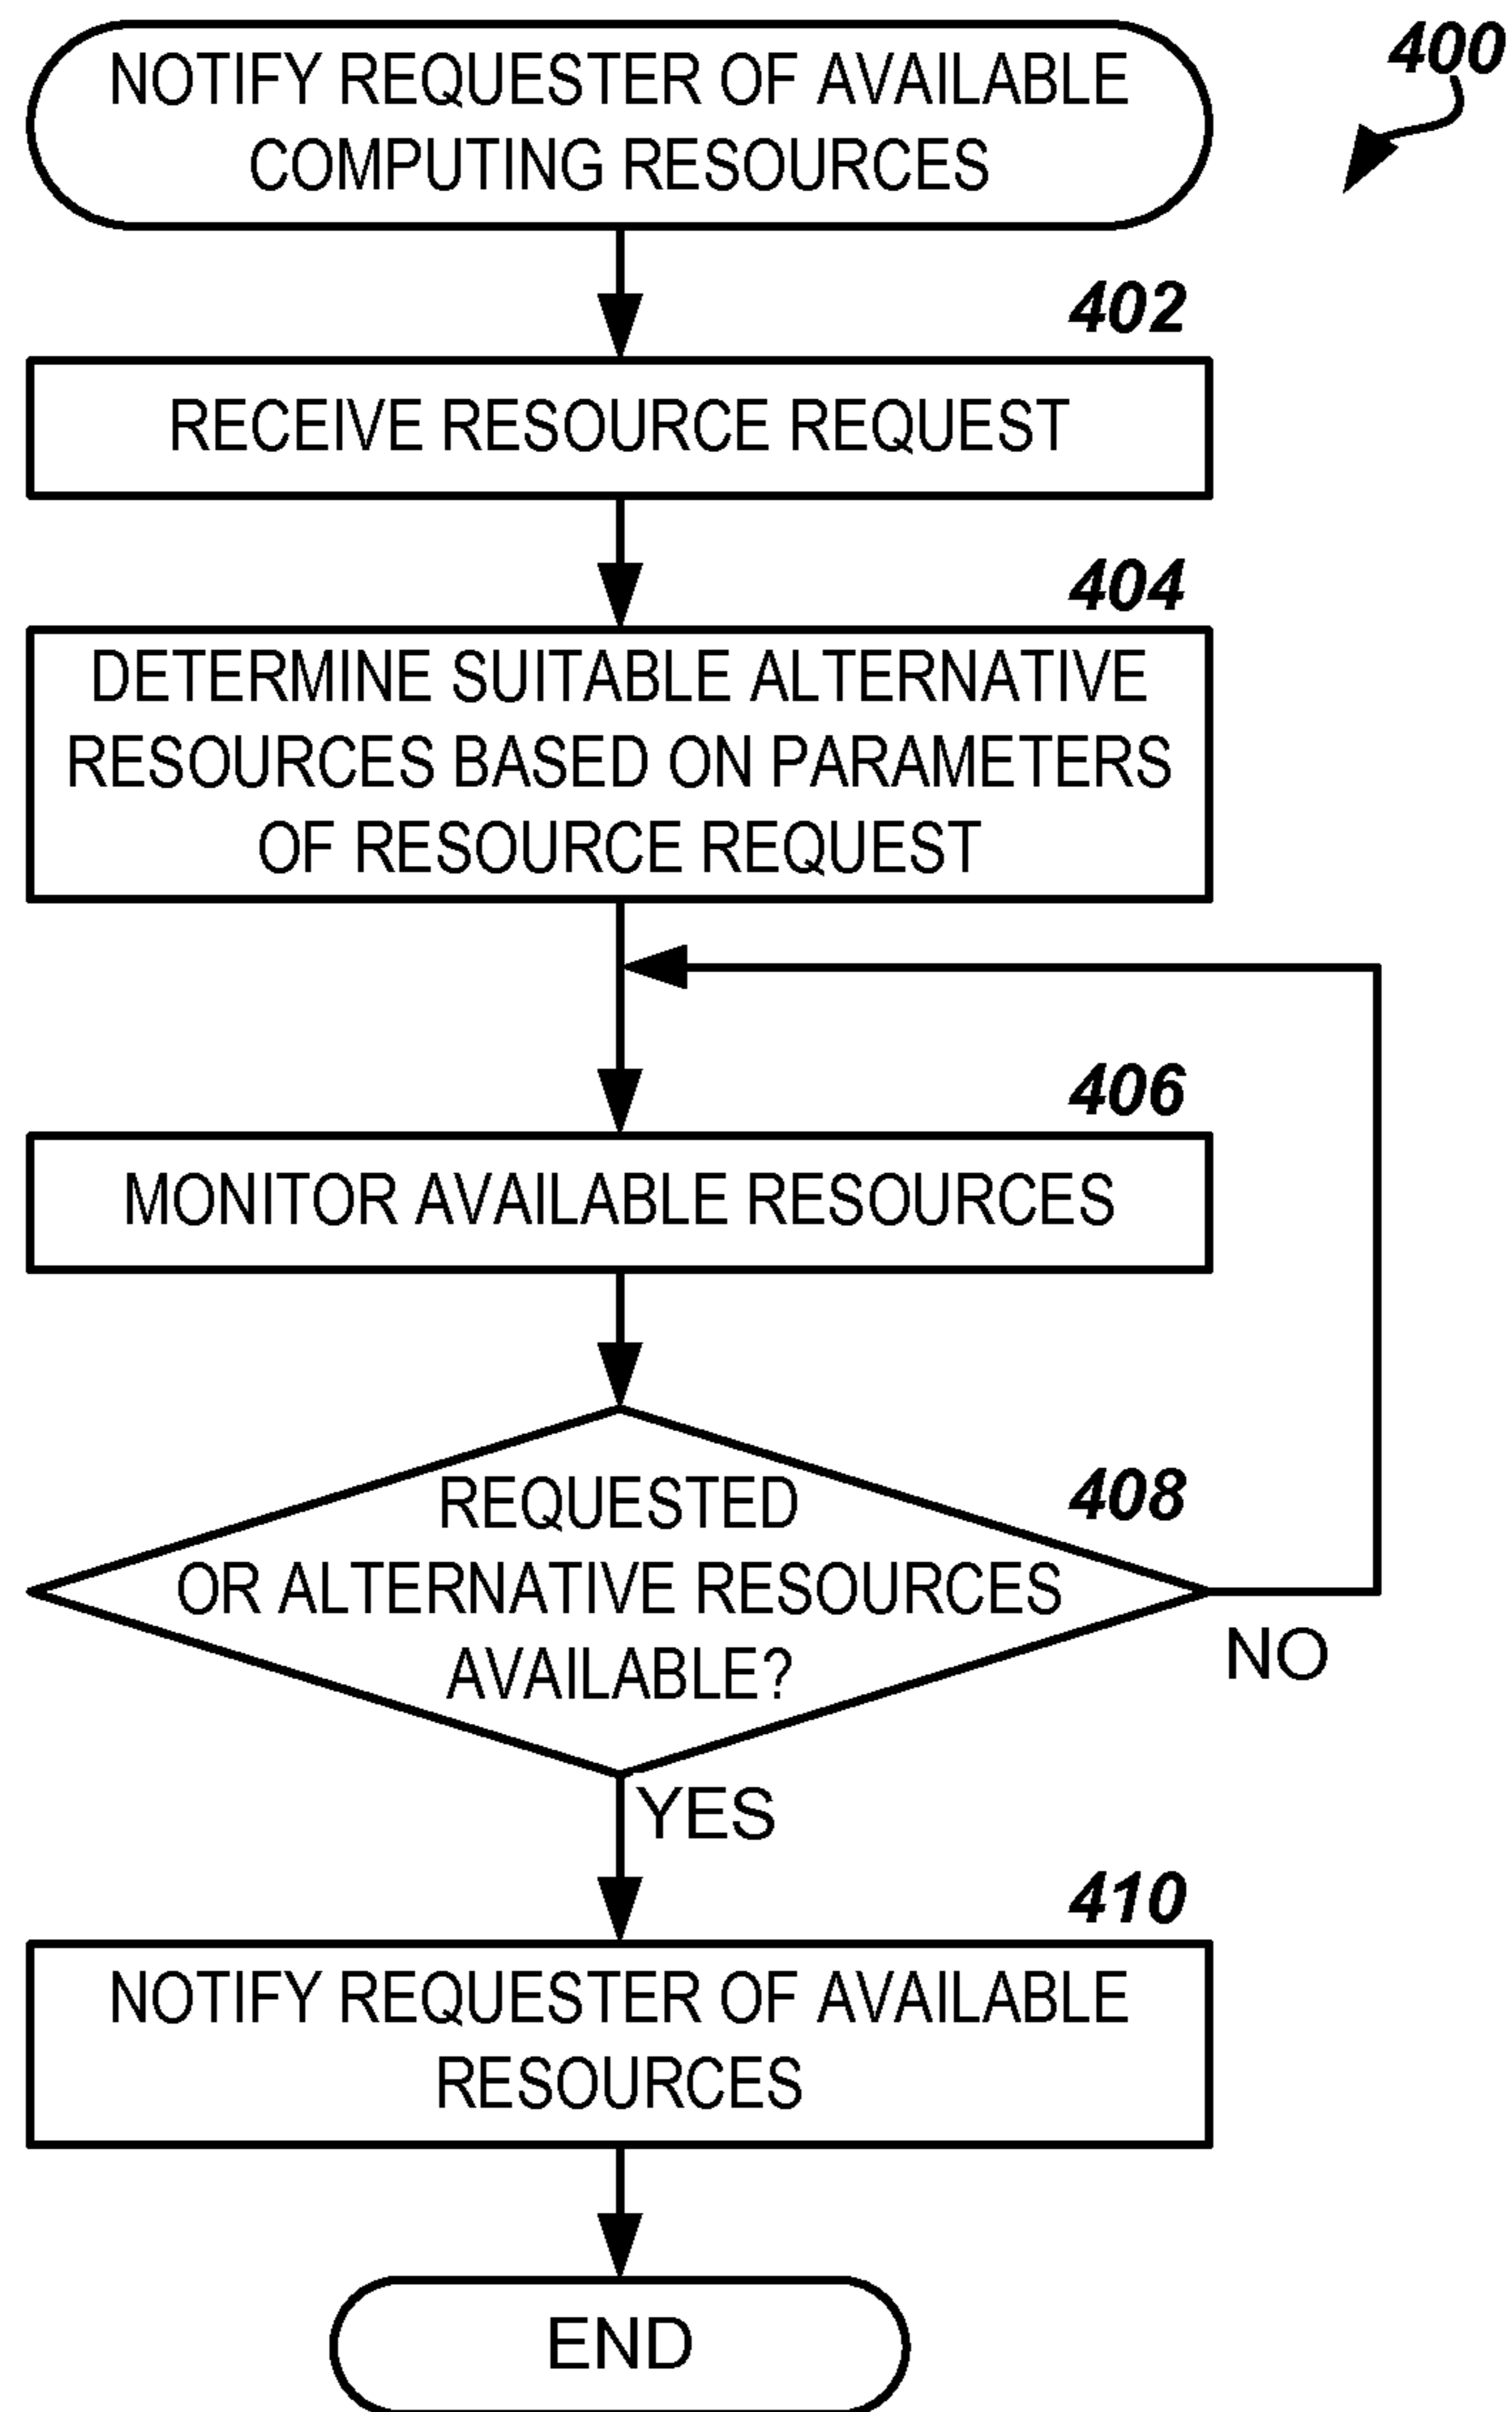 NOTIFY REQUESTER OF AVAILABLE
COMPUTING RESOURCES
400
402
RECEIVE RESOURCE REQUEST
404
DETERMINE SUITABLE ALTERNATIVE
RESOURCES BASED ON PARAMETERS
OF RESOURCE REQUEST
406
MONITOR AVAILABLE RESOURCES
408
REQUESTED
OR ALTERNATIVE RESOURCES
AVAILABLE?
NO
YES
410
NOTIFY REQUESTER OF AVAILABLE
RESOURCES
END